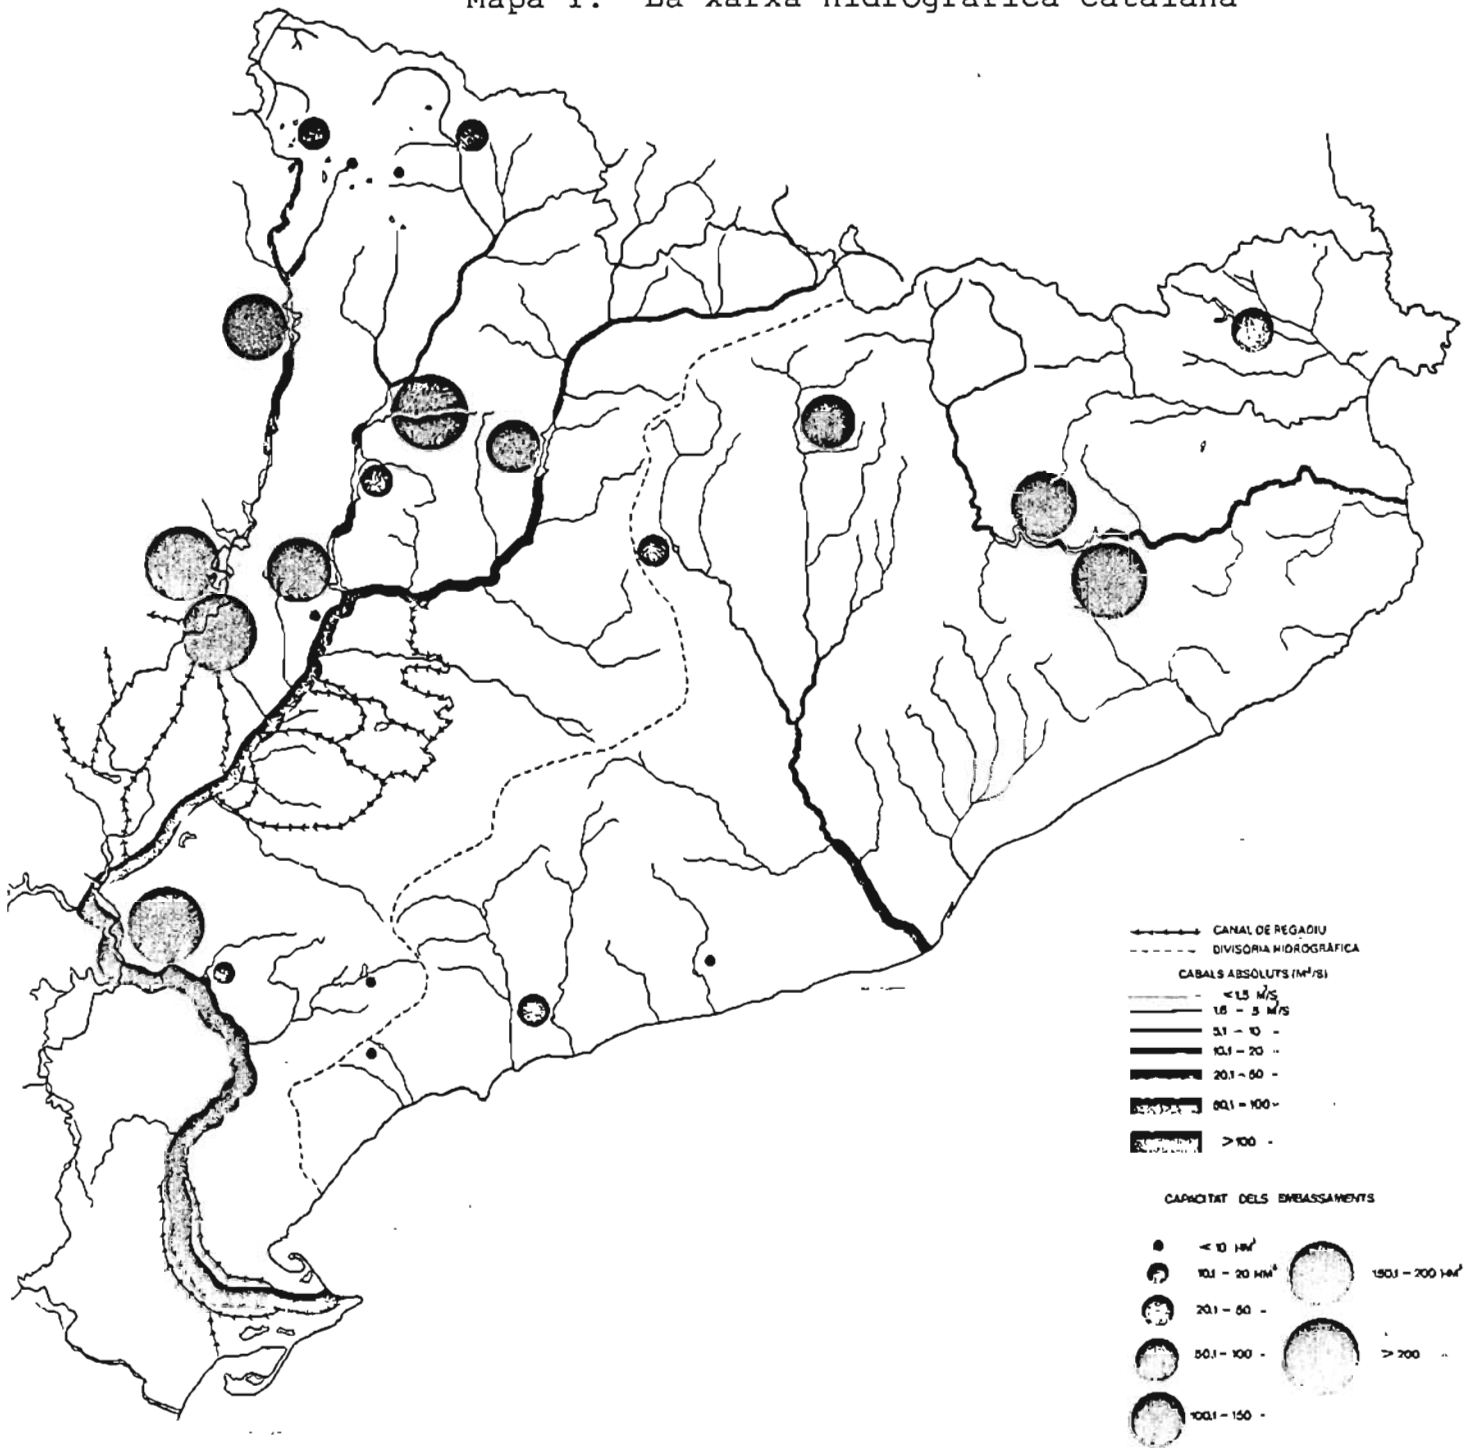 Mapa 1. La xarxa hidrogràfica catalana
CANAL DE REGADIU
DIVISÒRIA HIDROGRÀFICA
CABALS ABSOLUTS (M³/S)
< 1,5 M³/S
1,6 - 5 M³/S
5,1 - 10 "
10,1 - 20 "
20,1 - 50 "
50,1 - 100 "
> 100 "
CAPACITAT DELS EMBASSAMENTS
< 10 HM³
10,1 - 20 HM³
20,1 - 50 "
50,1 - 100 "
100,1 - 150 "
150,1 - 200 HM³
> 200 "